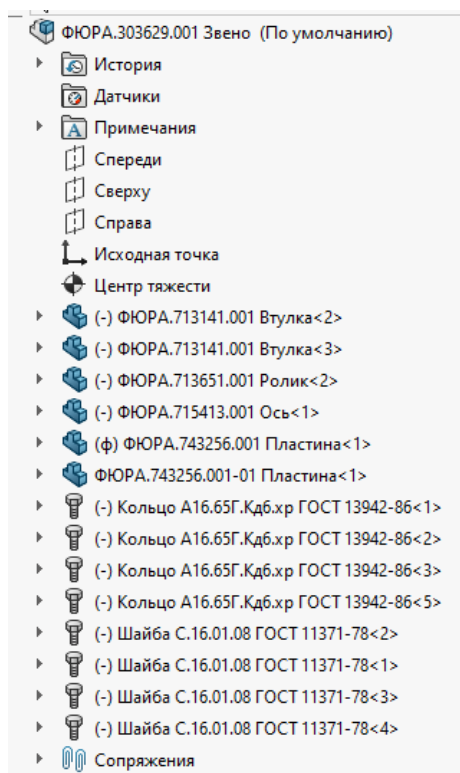 ФЮРА.303629.001 Звено (По умолчанию)
История
Датчики
Примечания
Спереди
Сверху
Справа
Исходная точка
Центр тяжести
(-) ФЮРА.713141.001 Втулка<2>
(-) ФЮРА.713141.001 Втулка<3>
(-) ФЮРА.713651.001 Ролик<2>
(-) ФЮРА.715413.001 Ось<1>
(ф) ФЮРА.743256.001 Пластина<1>
ФЮРА.743256.001-01 Пластина<1>
(-) Кольцо А16.65Г.Кд6.хр ГОСТ 13942-86<1>
(-) Кольцо А16.65Г.Кд6.хр ГОСТ 13942-86<2>
(-) Кольцо А16.65Г.Кд6.хр ГОСТ 13942-86<3>
(-) Кольцо А16.65Г.Кд6.хр ГОСТ 13942-86<5>
(-) Шайба С.16.01.08 ГОСТ 11371-78<2>
(-) Шайба С.16.01.08 ГОСТ 11371-78<1>
(-) Шайба С.16.01.08 ГОСТ 11371-78<3>
(-) Шайба С.16.01.08 ГОСТ 11371-78<4>
Сопряжения